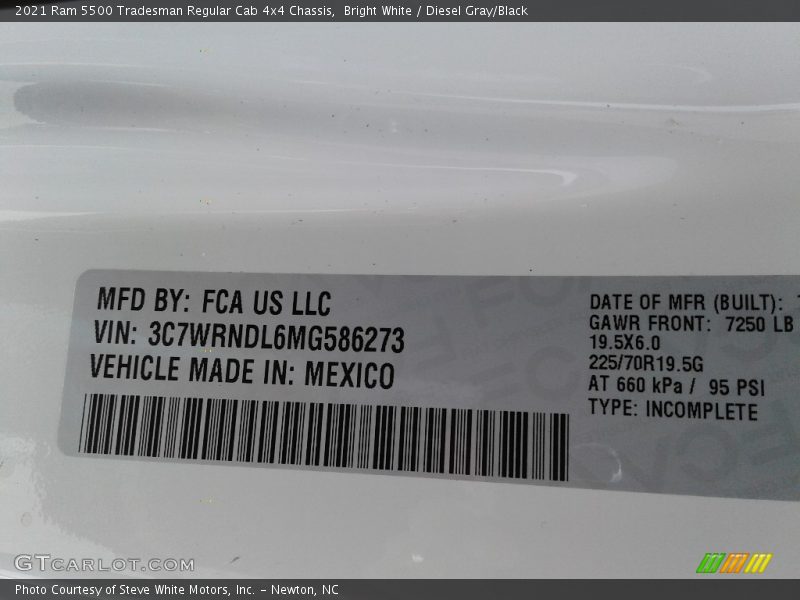 2021 Ram 5500 Tradesman Regular Cab 4x4 Chassis, Bright White / Diesel Gray/Black
MFD BY: FCA US LLC
VIN: 3C7WRNDL6MG586273
VEHICLE MADE IN: MEXICO
DATE OF MFR (BUILT):
GAWR FRONT: 7250 LB
19.5X6.0
225/70R19.5G
AT 660 kPa / 95 PSI
TYPE: INCOMPLETE
GTCARLOT.COM
Photo Courtesy of Steve White Motors, Inc. – Newton, NC